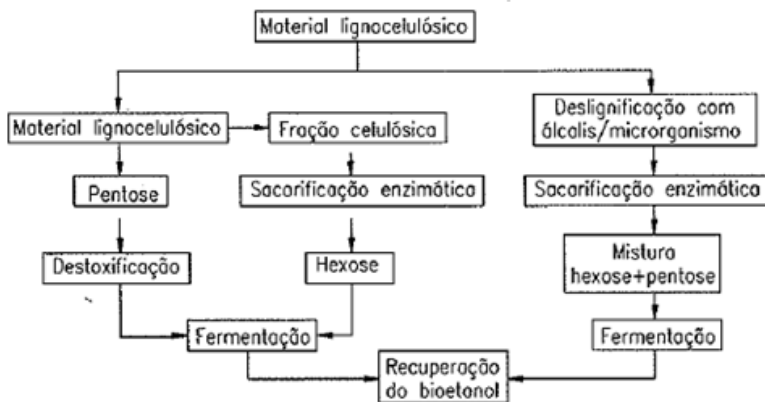 Material lignocelulósico
Material lignocelulósico
Fração celulósica
Deslignificação com
álcalis/microrganismo
Pentose
Sacarificação enzimática
Sacarificação enzimática
Destoxificação
Hexose
Mistura
hexose+pentose
Fermentação
Fermentação
Recuperação
do bioetanol